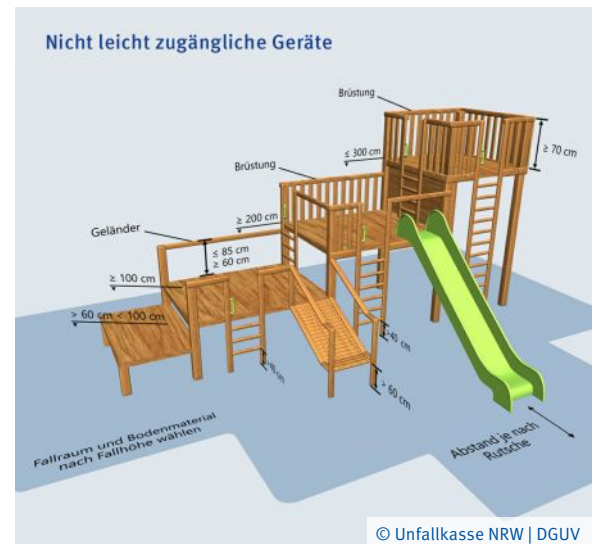 Nicht leicht zugängliche Geräte
Brüstung
≥ 70 cm
≤ 300 cm
Brüstung
≥ 200 cm
Geländer
≤ 85 cm
≥ 60 cm
≥ 100 cm
> 60 cm < 100 cm
>40 cm
>40 cm
> 60 cm
Fallraum und Bodenmaterial
nach Fallhöhe wählen
Abstand je nach
Rutsche
© Unfallkasse NRW | DGUV